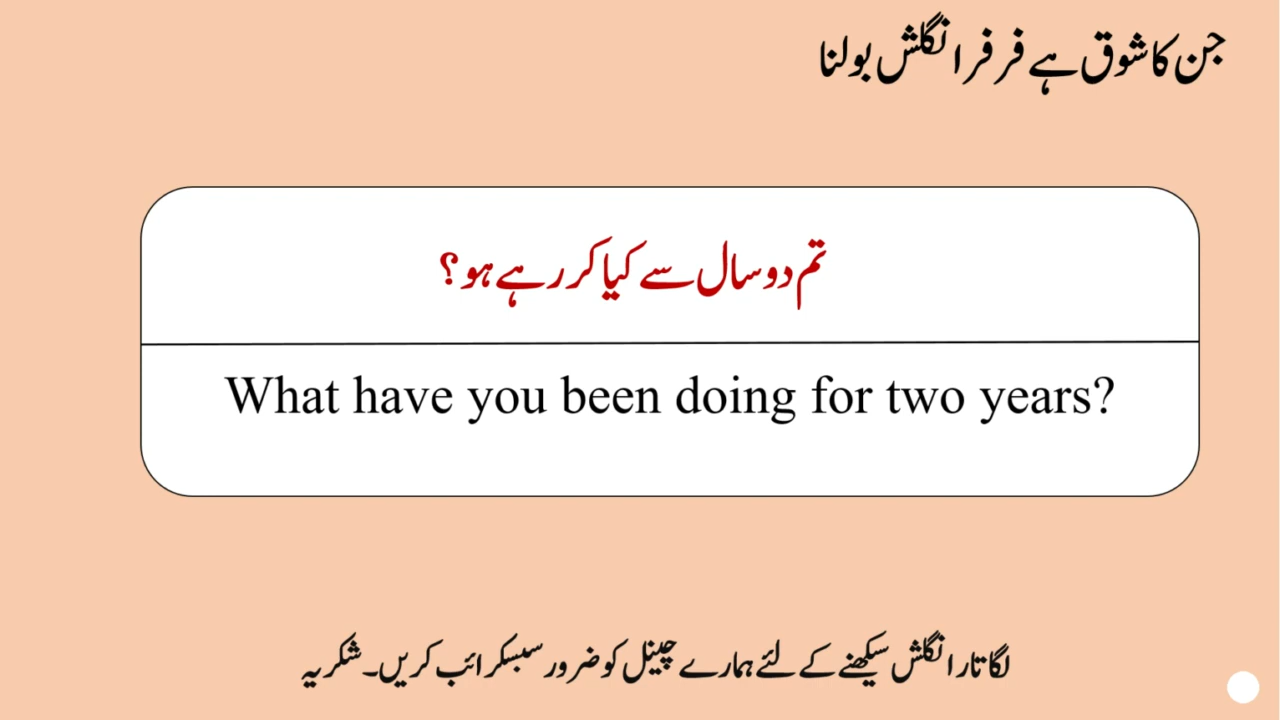 جن کا شوق ہے فر فر انگلش بولنا
تم دو سال سے کیا کر رہے ہو؟
What have you been doing for two years?
لگاتار انگلش سیکھنے کے لئے ہمارے چینل کو ضرور سبسکرائب کریں۔ شکریہ